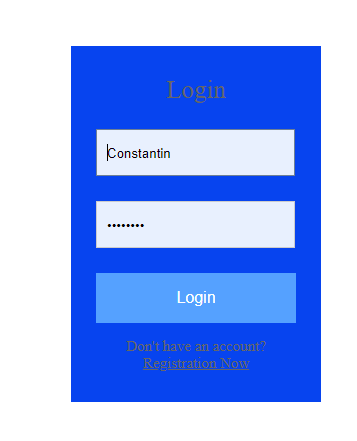 Login
Constantin
••••••••
Login
Don't have an account?
Registration Now